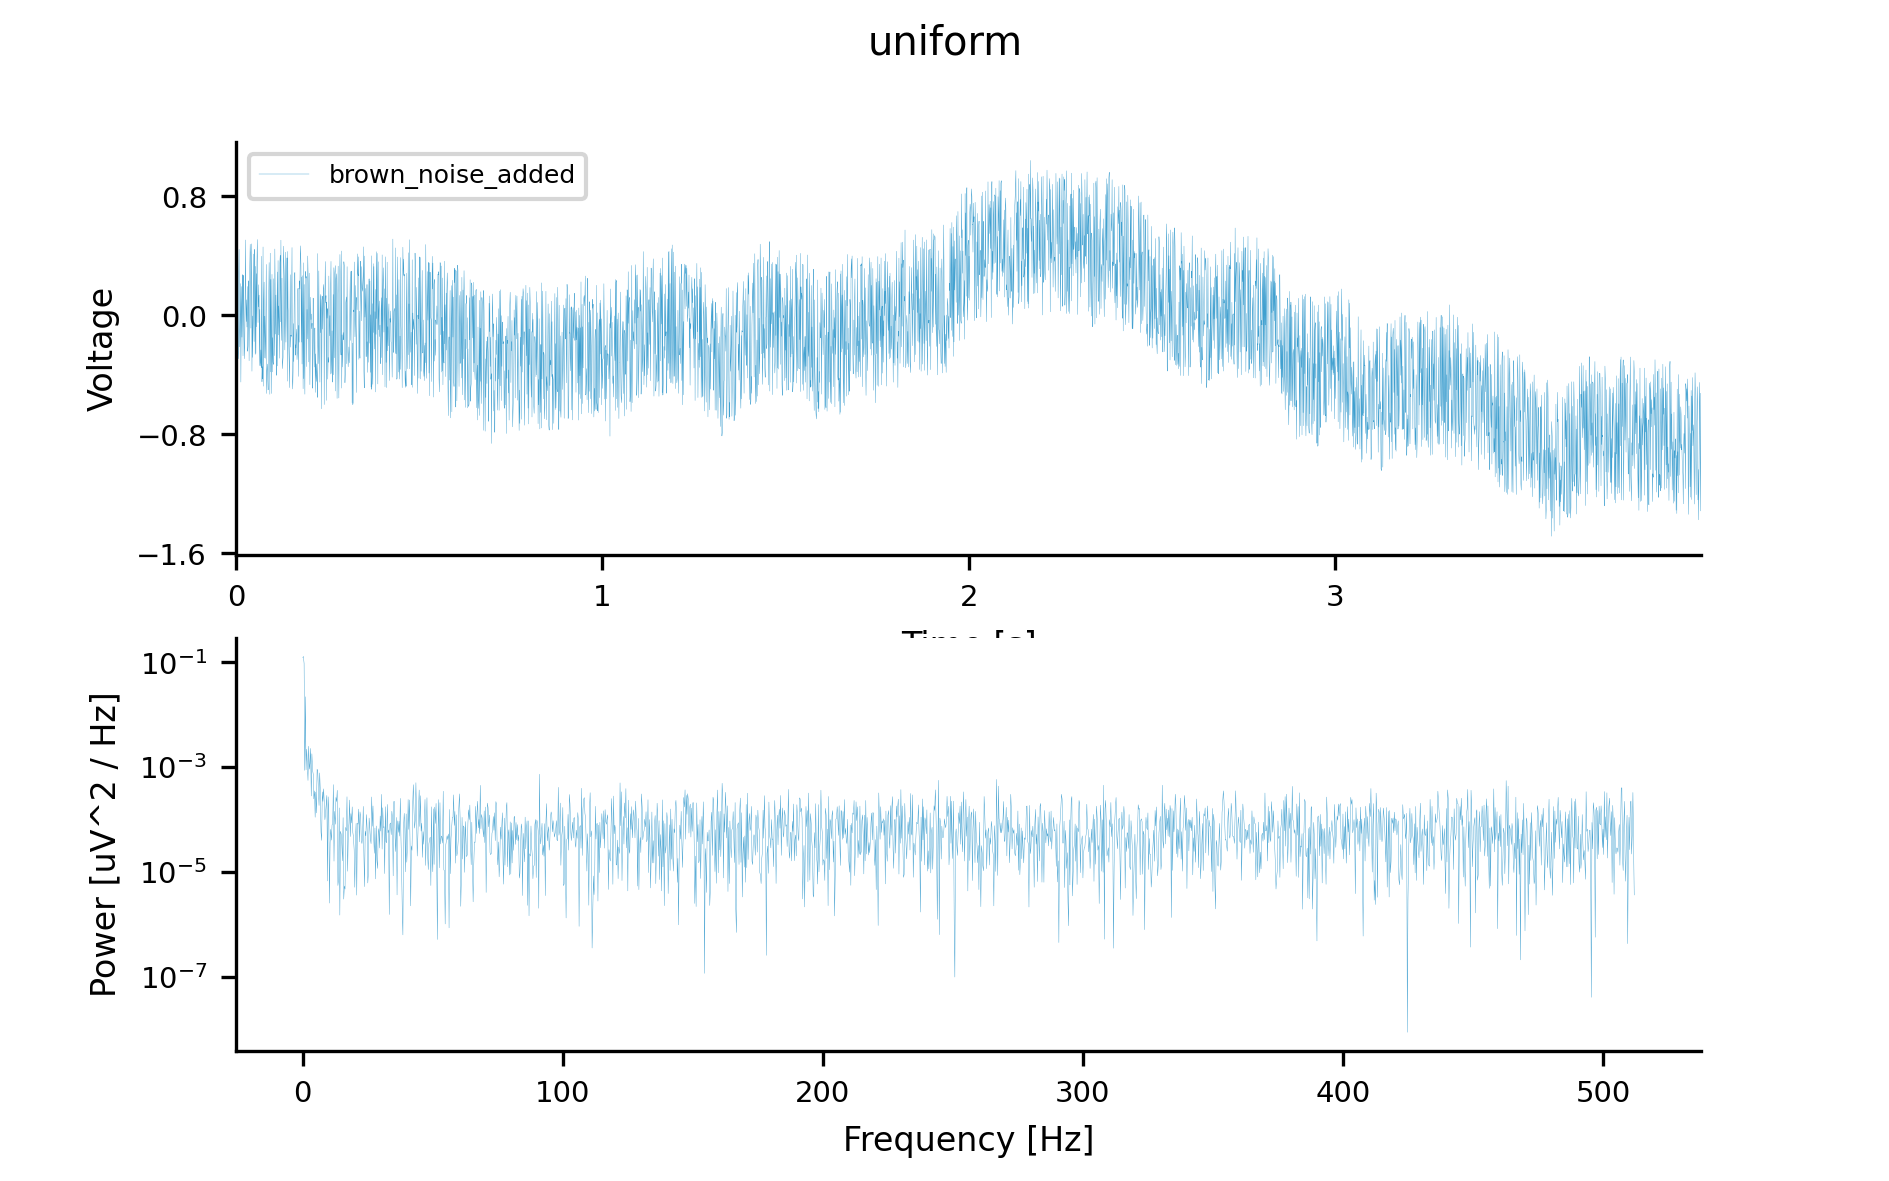 uniform
brown_noise_added
Voltage
0.8
0.0
−0.8
−1.6
0 1 2 3
Time [s]
Power [uV^2 / Hz]
10⁻¹
10⁻³
10⁻⁵
10⁻⁷
0 100 200 300 400 500
Frequency [Hz]